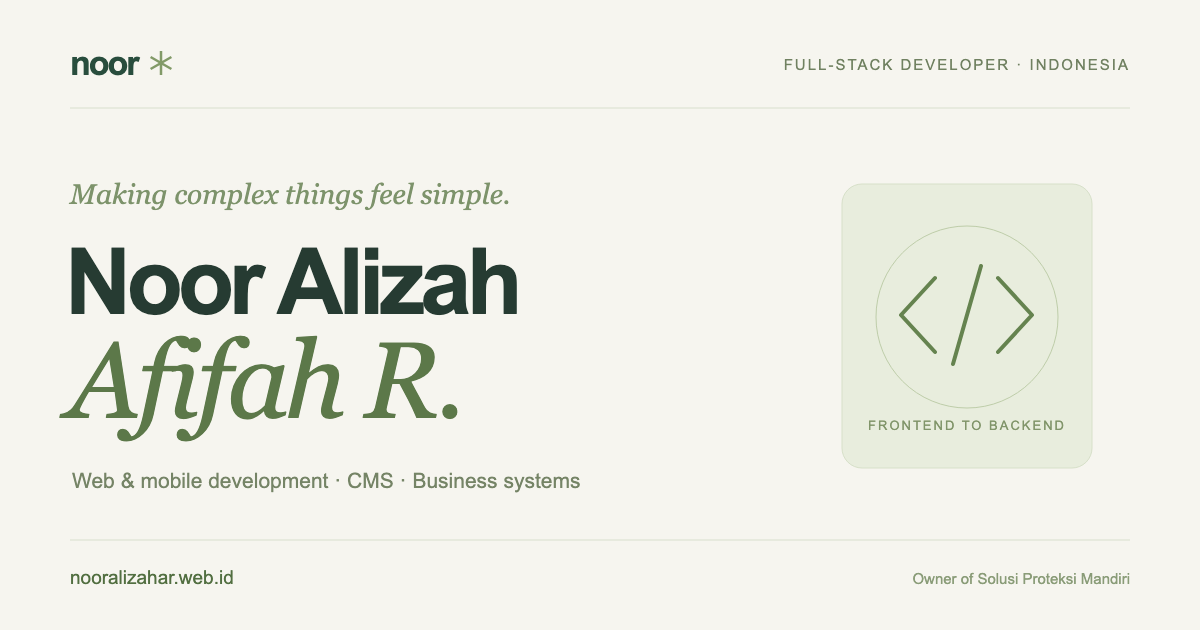 noor
FULL-STACK DEVELOPER · INDONESIA
Making complex things feel simple.
Noor Alizah
Afifah R.
Web & mobile development · CMS · Business systems
</>
FRONTEND TO BACKEND
nooralizahar.web.id
Owner of Solusi Proteksi Mandiri